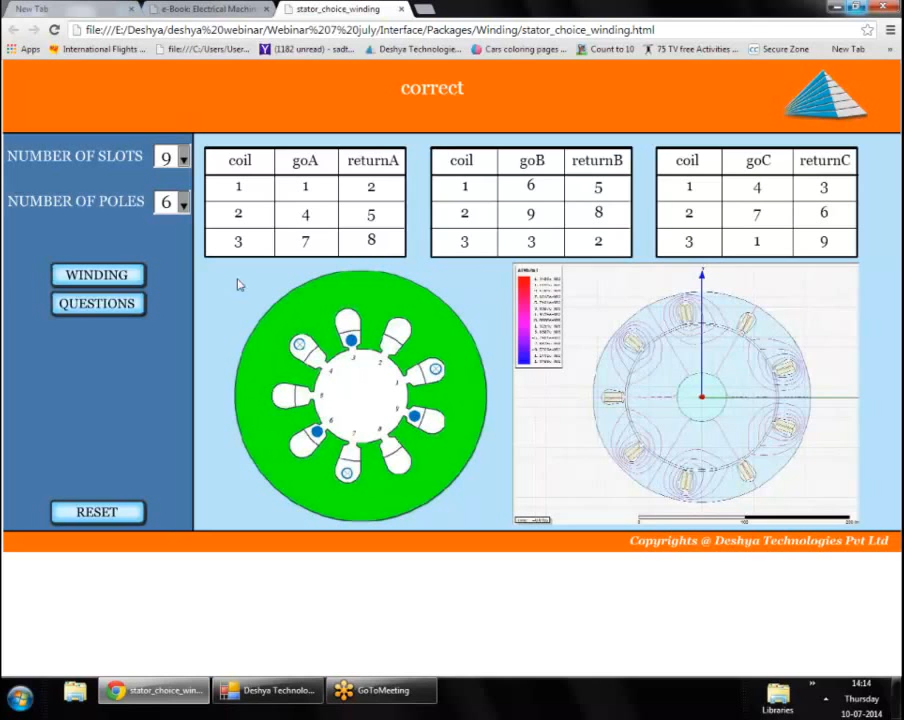 New Tab
e-Book: Electrical Machin
stator_choice_winding
file:///E:/Deshya/deshya%20webinar/Webinar%207%20july/Interface/Packages/Winding/stator_choice_winding.html
Apps International Flights ... file:///C:/Users/User... (1182 unread) - sadt... Deshya Technologie... Cars coloring pages ... Count to 10 75 TV free Activities ... Secure Zone New Tab
correct
NUMBER OF SLOTS 9
NUMBER OF POLES 6
WINDING
QUESTIONS
RESET
coil goA returnA
1 1 2
2 4 5
3 7 8
coil goB returnB
1 6 5
2 9 8
3 3 2
coil goC returnC
1 4 3
2 7 6
3 1 9
Copyrights @ Deshya Technologies Pvt Ltd
stator_choice_win...
Deshya Technolo...
GoToMeeting
Libraries
14:14
Thursday
10-07-2014